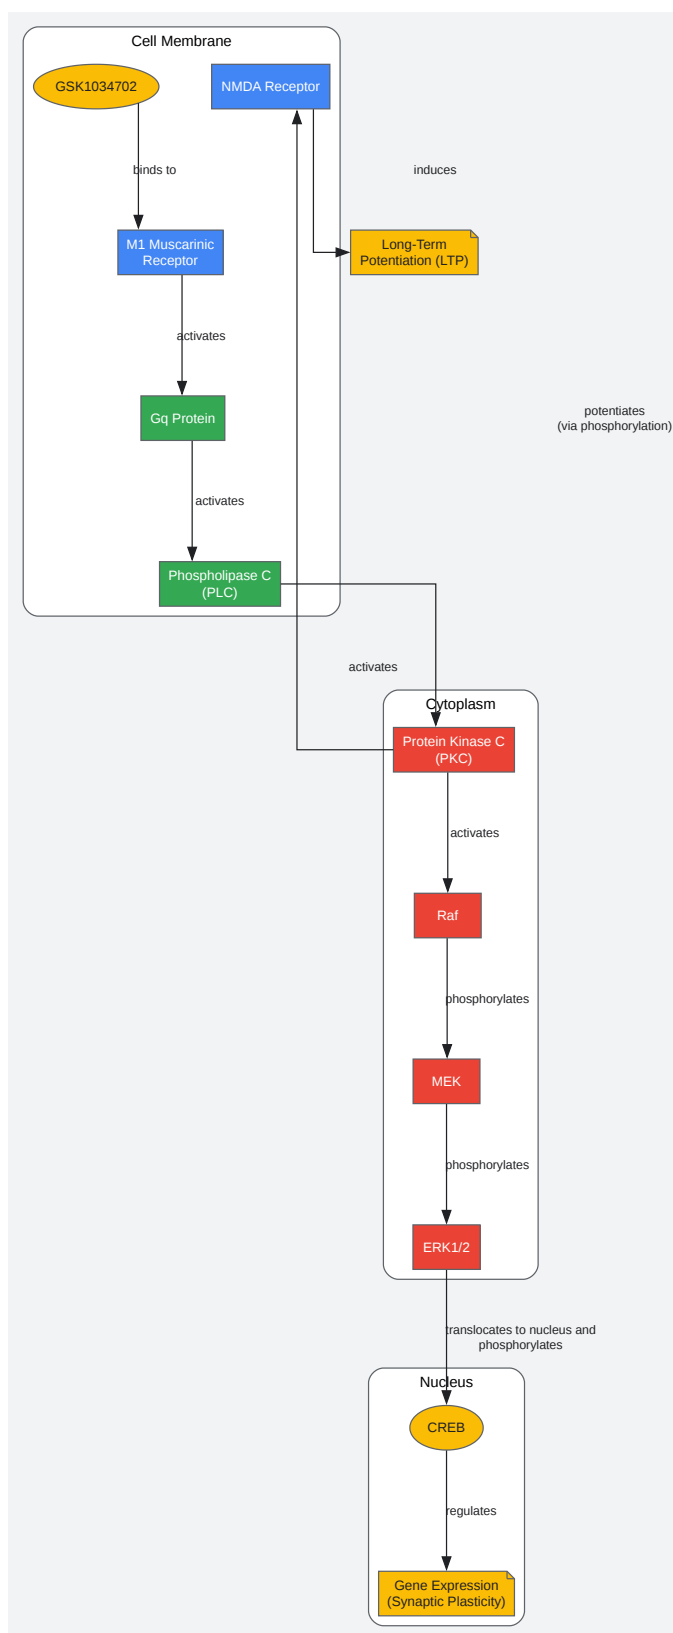 Cell Membrane
GSK1034702
NMDA Receptor
binds to
induces
M1 Muscarinic
Receptor
Long-Term
Potentiation (LTP)
activates
potentiates
(via phosphorylation)
Gq Protein
activates
Phospholipase C
(PLC)
activates
Cytoplasm
Protein Kinase C
(PKC)
activates
Raf
phosphorylates
MEK
phosphorylates
ERK1/2
translocates to nucleus and
phosphorylates
Nucleus
CREB
regulates
Gene Expression
(Synaptic Plasticity)